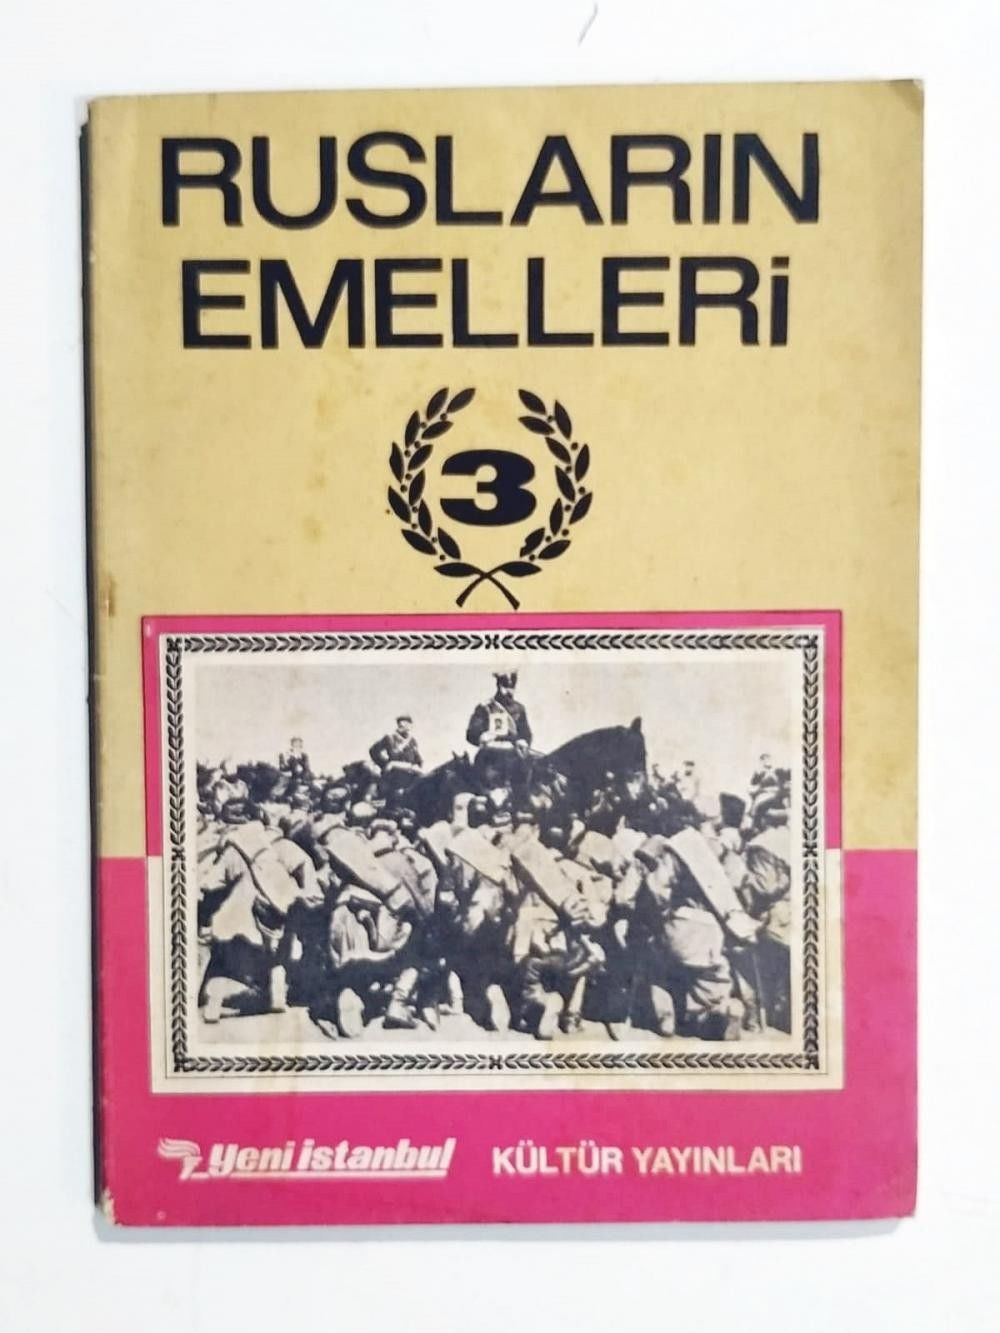 RUSLARIN
EMELLERİ
3
yeni istanbul KÜLTÜR YAYINLARI